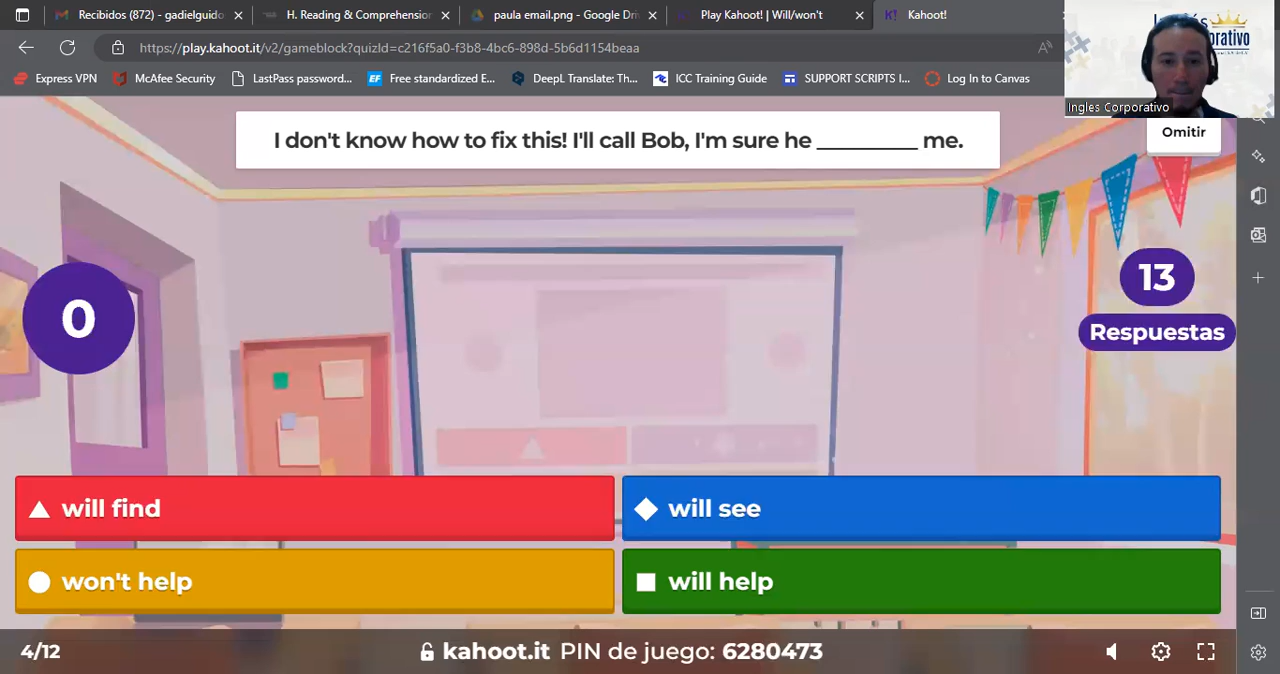 Recibidos (872) - gadielguido
H. Reading & Comprehension
paula email.png - Google Dri
Play Kahoot! | Will/won't
Kahoot!
https://play.kahoot.it/v2/gameblock?quizId=c216f5a0-f3b8-4bc6-898d-5b6d1154beaa
Express VPN
McAfee Security
LastPass password...
EF Free standardized E...
DeepL Translate: Th...
ICC Training Guide
SUPPORT SCRIPTS I...
Log In to Canvas
Ingles Corporativo
I don't know how to fix this! I'll call Bob, I'm sure he _________ me.
Omitir
0
13
Respuestas
will find
will see
won't help
will help
4/12
kahoot.it PIN de juego: 6280473